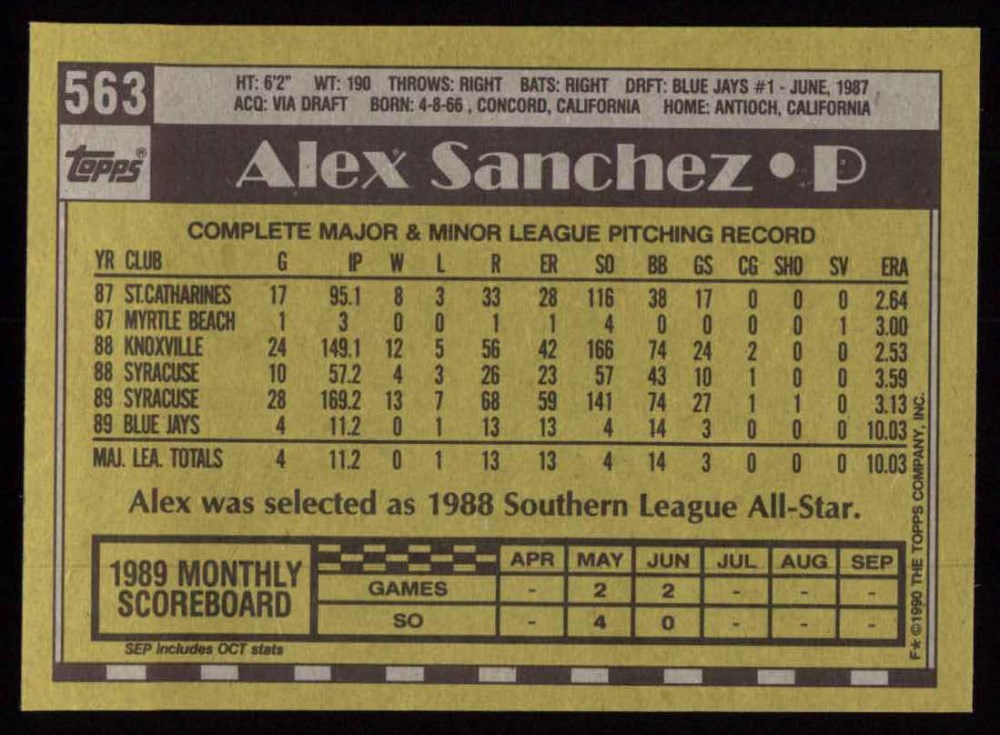 563
HT: 6'2" WT: 190 THROWS: RIGHT BATS: RIGHT DRFT: BLUE JAYS #1 - JUNE, 1987
ACQ: VIA DRAFT BORN: 4-8-66 , CONCORD, CALIFORNIA HOME: ANTIOCH, CALIFORNIA
topps®
Alex Sanchez • P
COMPLETE MAJOR & MINOR LEAGUE PITCHING RECORD
YR CLUB G IP W L R ER SO BB GS CG SHO SV ERA
87 ST.CATHARINES 17 95.1 8 3 33 28 116 38 17 0 0 0 2.64
87 MYRTLE BEACH 1 3 0 0 1 1 4 0 0 0 0 1 3.00
88 KNOXVILLE 24 149.1 12 5 56 42 166 74 24 2 0 0 2.53
88 SYRACUSE 10 57.2 4 3 26 23 57 43 10 1 0 0 3.59
89 SYRACUSE 28 169.2 13 7 68 59 141 74 27 1 1 0 3.13
89 BLUE JAYS 4 11.2 0 1 13 13 4 14 3 0 0 0 10.03
MAJ. LEA. TOTALS 4 11.2 0 1 13 13 4 14 3 0 0 0 10.03
Alex was selected as 1988 Southern League All-Star.
1989 MONTHLY
SCOREBOARD
APR MAY JUN JUL AUG SEP
GAMES - 2 2 - - -
SO - 4 0 - - -
SEP includes OCT stats
F★ ©1990 THE TOPPS COMPANY, INC.